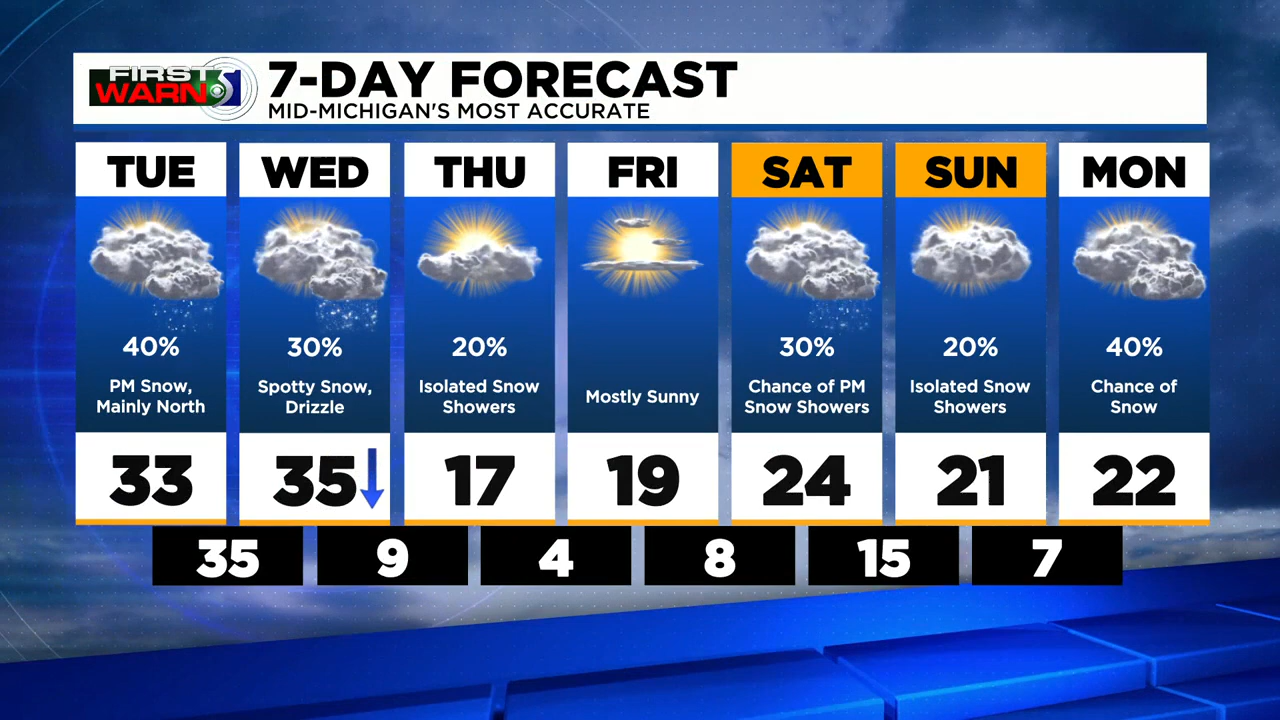 FIRST
WARN 5
7-DAY FORECAST
MID-MICHIGAN'S MOST ACCURATE
TUE WED THU FRI SAT SUN MON
40% 30% 20% 30% 20% 40%
PM Snow,
Mainly North
Spotty Snow,
Drizzle
Isolated Snow
Showers
Mostly Sunny
Chance of PM
Snow Showers
Isolated Snow
Showers
Chance of
Snow
33 35 17 19 24 21 22
35 9 4 8 15 7